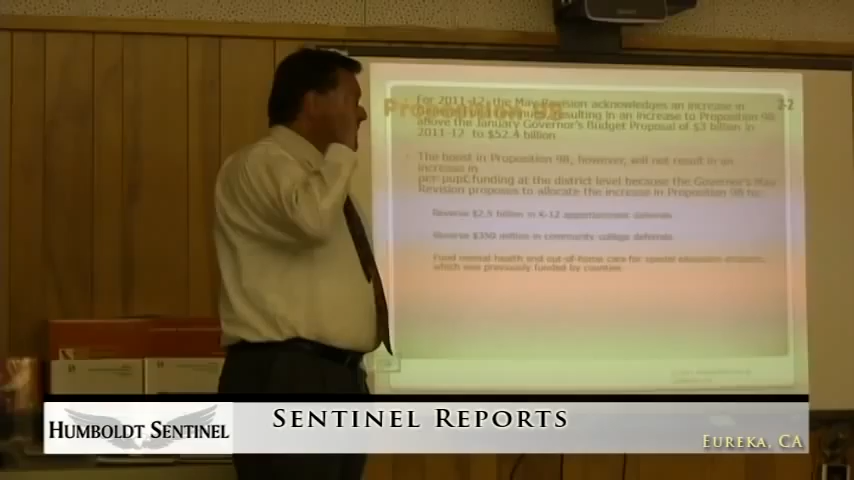 Proposition 98
2-2
For 2011-12, the May Revision acknowledges an increase in
resulting in an increase to Proposition 98
above the January Governor's Budget Proposal of $3 billion in
2011-12 to $52.4 billion
The boost in Proposition 98, however, will not result in an
increase in
per-pupil funding at the district level because the Governor's May
Revision proposes to allocate the increase in Proposition 98 to:
Reverse $2.5 billion in K-12 apportionment deferrals
Reverse $350 million in community college deferrals
Fund mental health and out-of-home care for special education students,
which was previously funded by counties
HUMBOLDT SENTINEL
SENTINEL REPORTS
EUREKA, CA